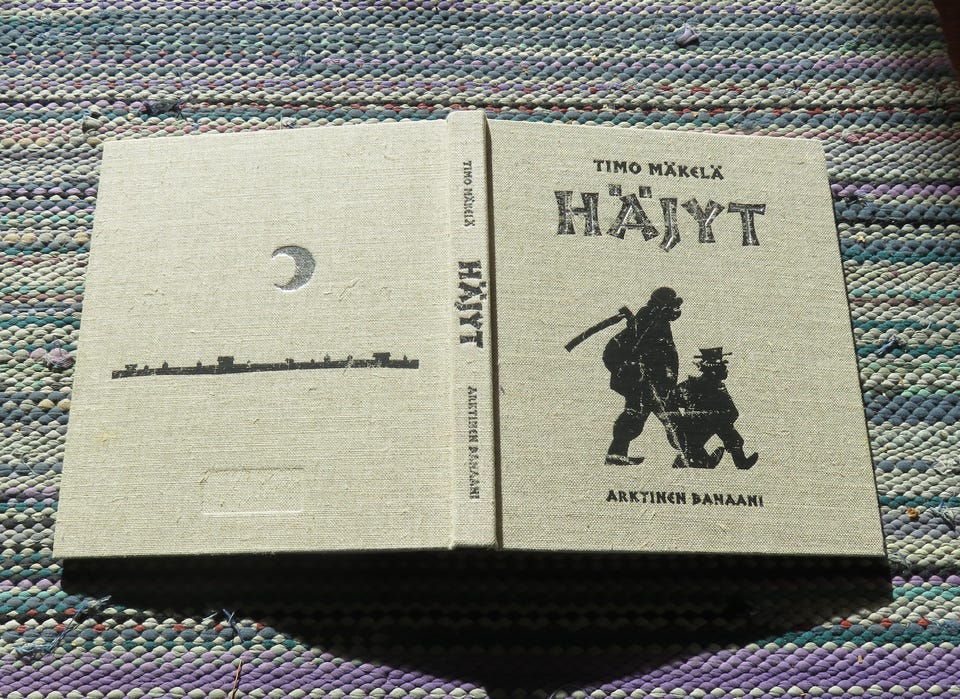 TIMO MÄKELÄ
HÄJYT
ARKTINEN BANAANI
TIMO MÄKELÄ
HÄJYT
ARKTINEN BANAANI